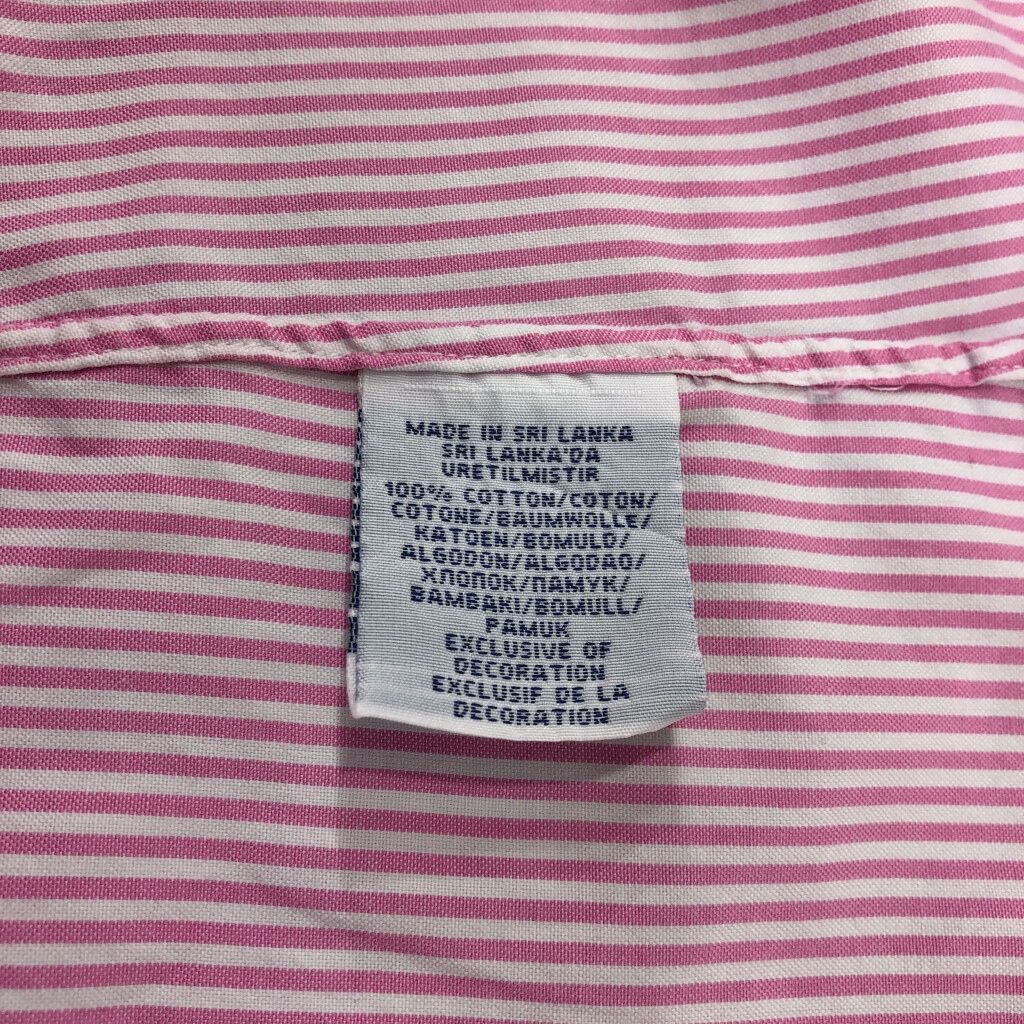 MADE IN SRI LANKA
SRI LANKA'DA
URETILMISTIR
100% COTTON/COTON/
COTONE/BAUMWOLLE/
KATOEN/BOMULD/
ALGODON/ALGODAO/
ХЛОПОК/ПАМУК/
BAMBAKI/BOMULL/
PAMUK
EXCLUSIVE OF
DECORATION
EXCLUSIF DE LA
DECORATION